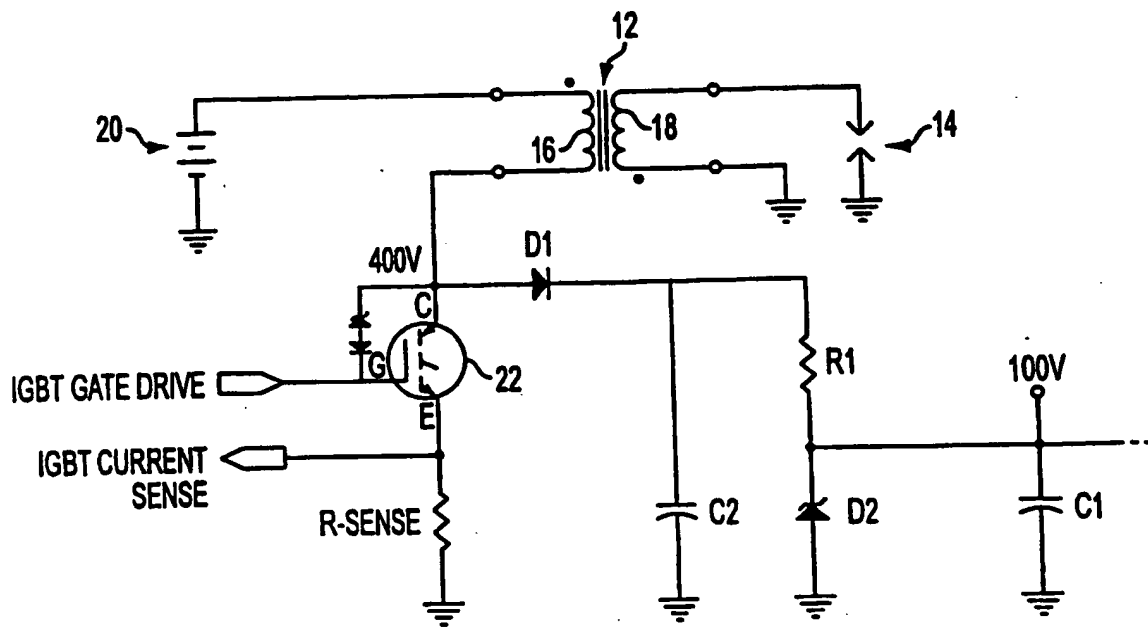 12
20
16
18
14
D1
400V
C
G
22
R1
100V
IGBT GATE DRIVE
E
IGBT CURRENT
SENSE
R-SENSE
C2
D2
C1